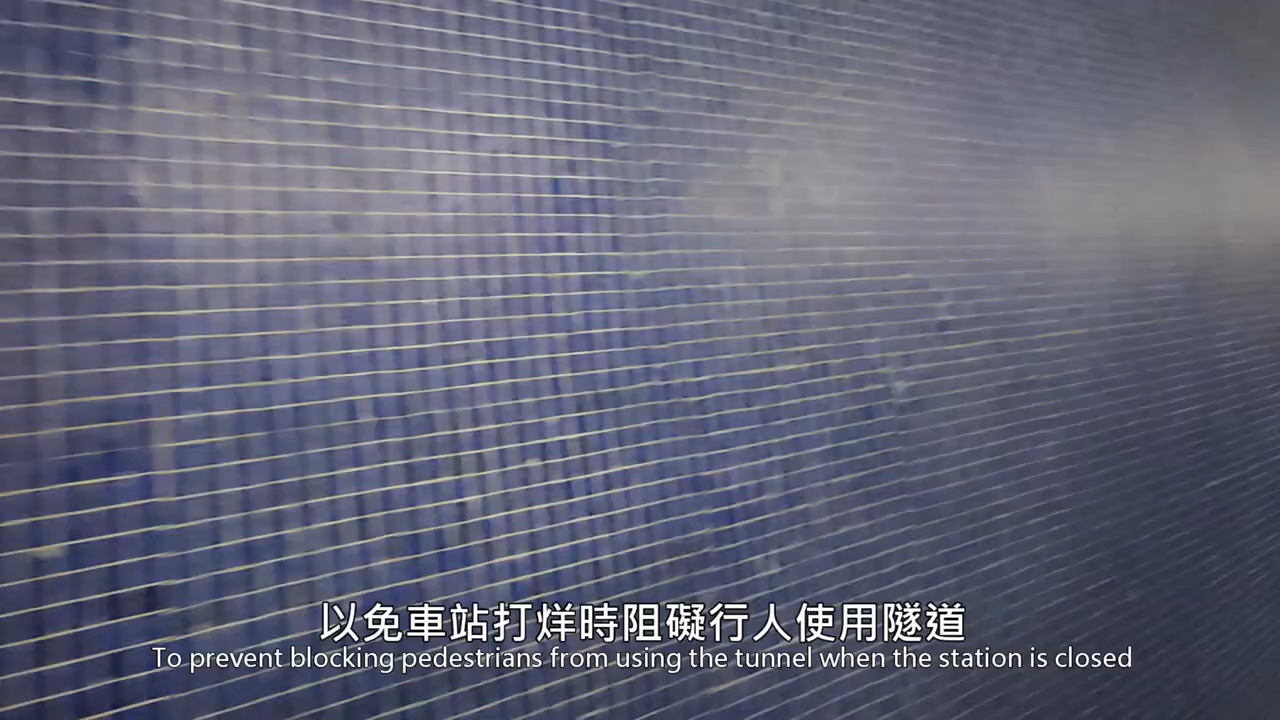 以免車站打烊時阻礙行人使用隧道
To prevent blocking pedestrians from using the tunnel when the station is closed